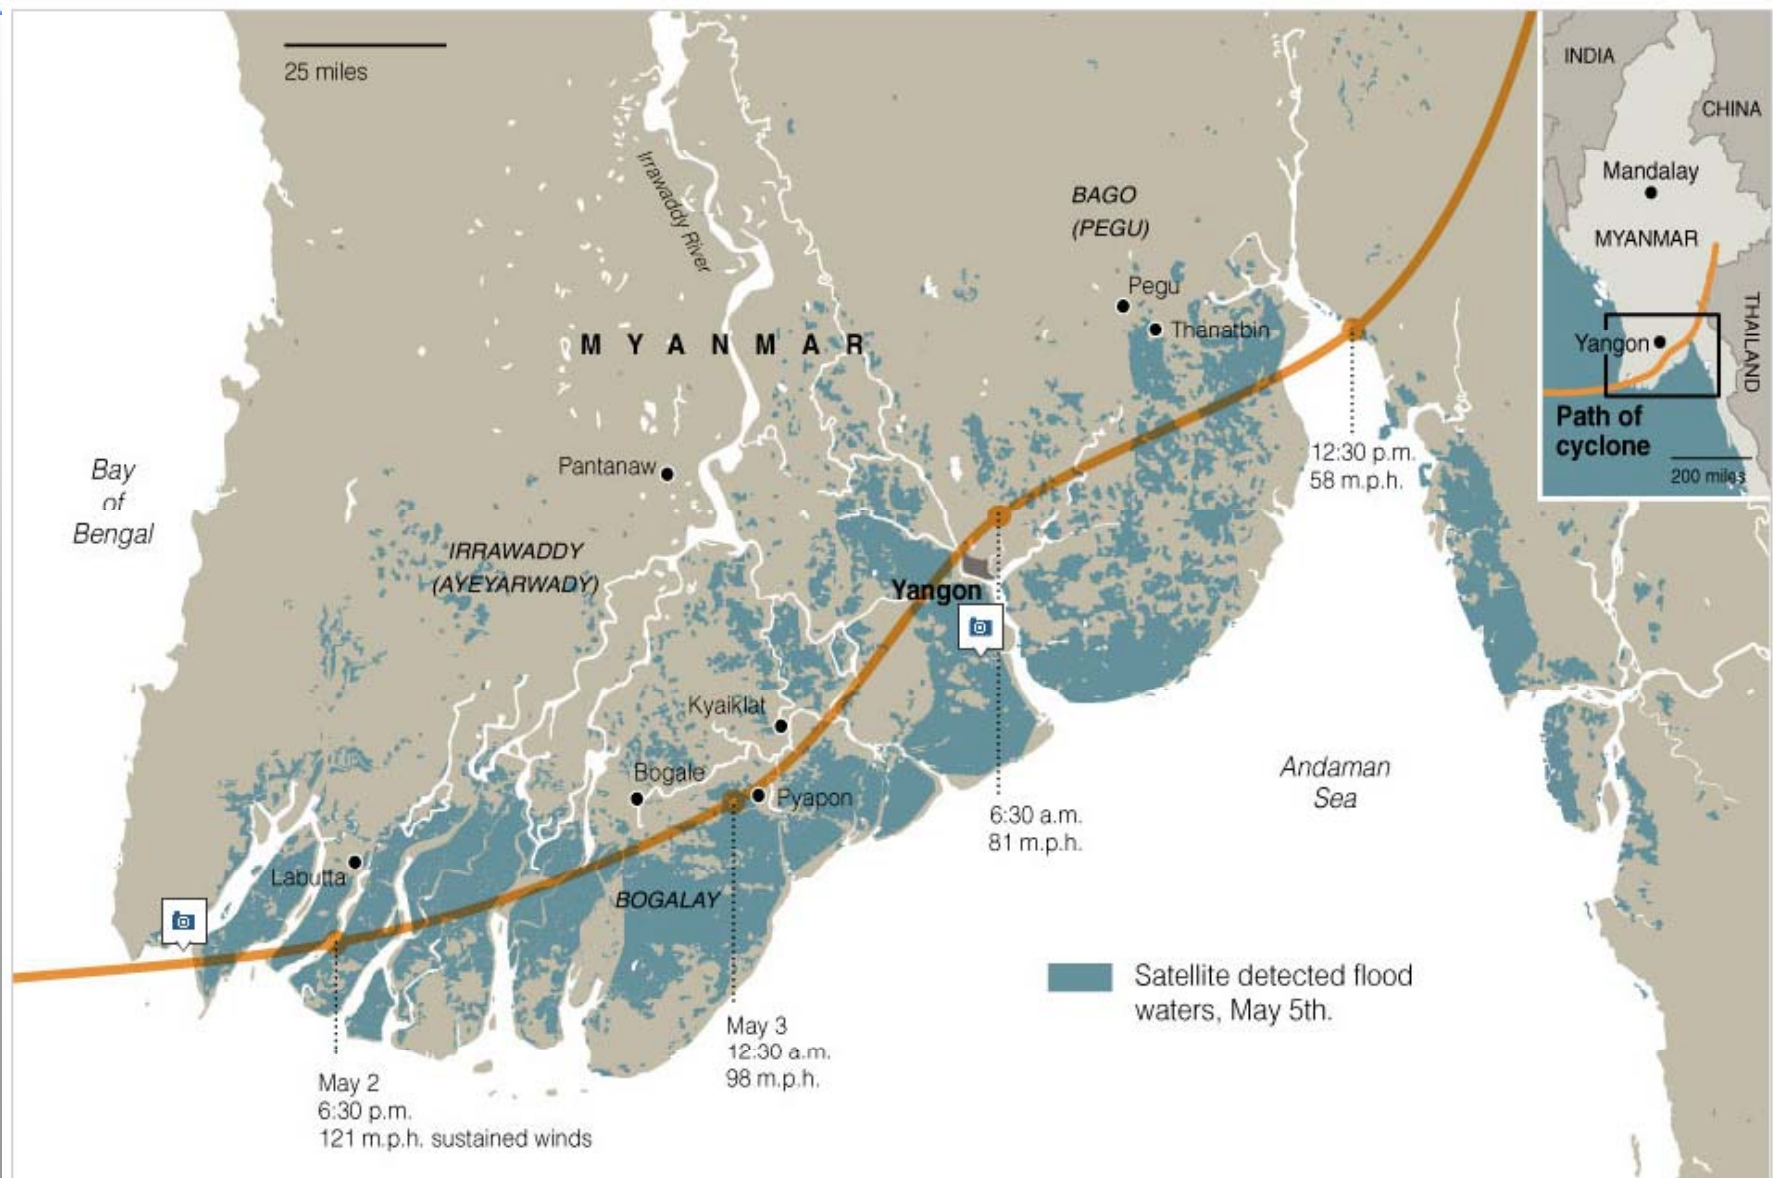 25 miles
Irrawaddy River
BAGO
(PEGU)
Pegu
Thanatbin
MYANMAR
Pantanaw
Bay
of
Bengal
IRRAWADDY
(AYEYARWADY)
Yangon
Kyaiklat
Bogale
Pyapon
Labutta
BOGALAY
12:30 p.m.
58 m.p.h.
6:30 a.m.
81 m.p.h.
Andaman
Sea
May 3
12:30 a.m.
98 m.p.h.
May 2
6:30 p.m.
121 m.p.h. sustained winds
Satellite detected flood
waters, May 5th.
INDIA
CHINA
Mandalay
MYANMAR
THAILAND
Yangon
Path of
cyclone
200 miles